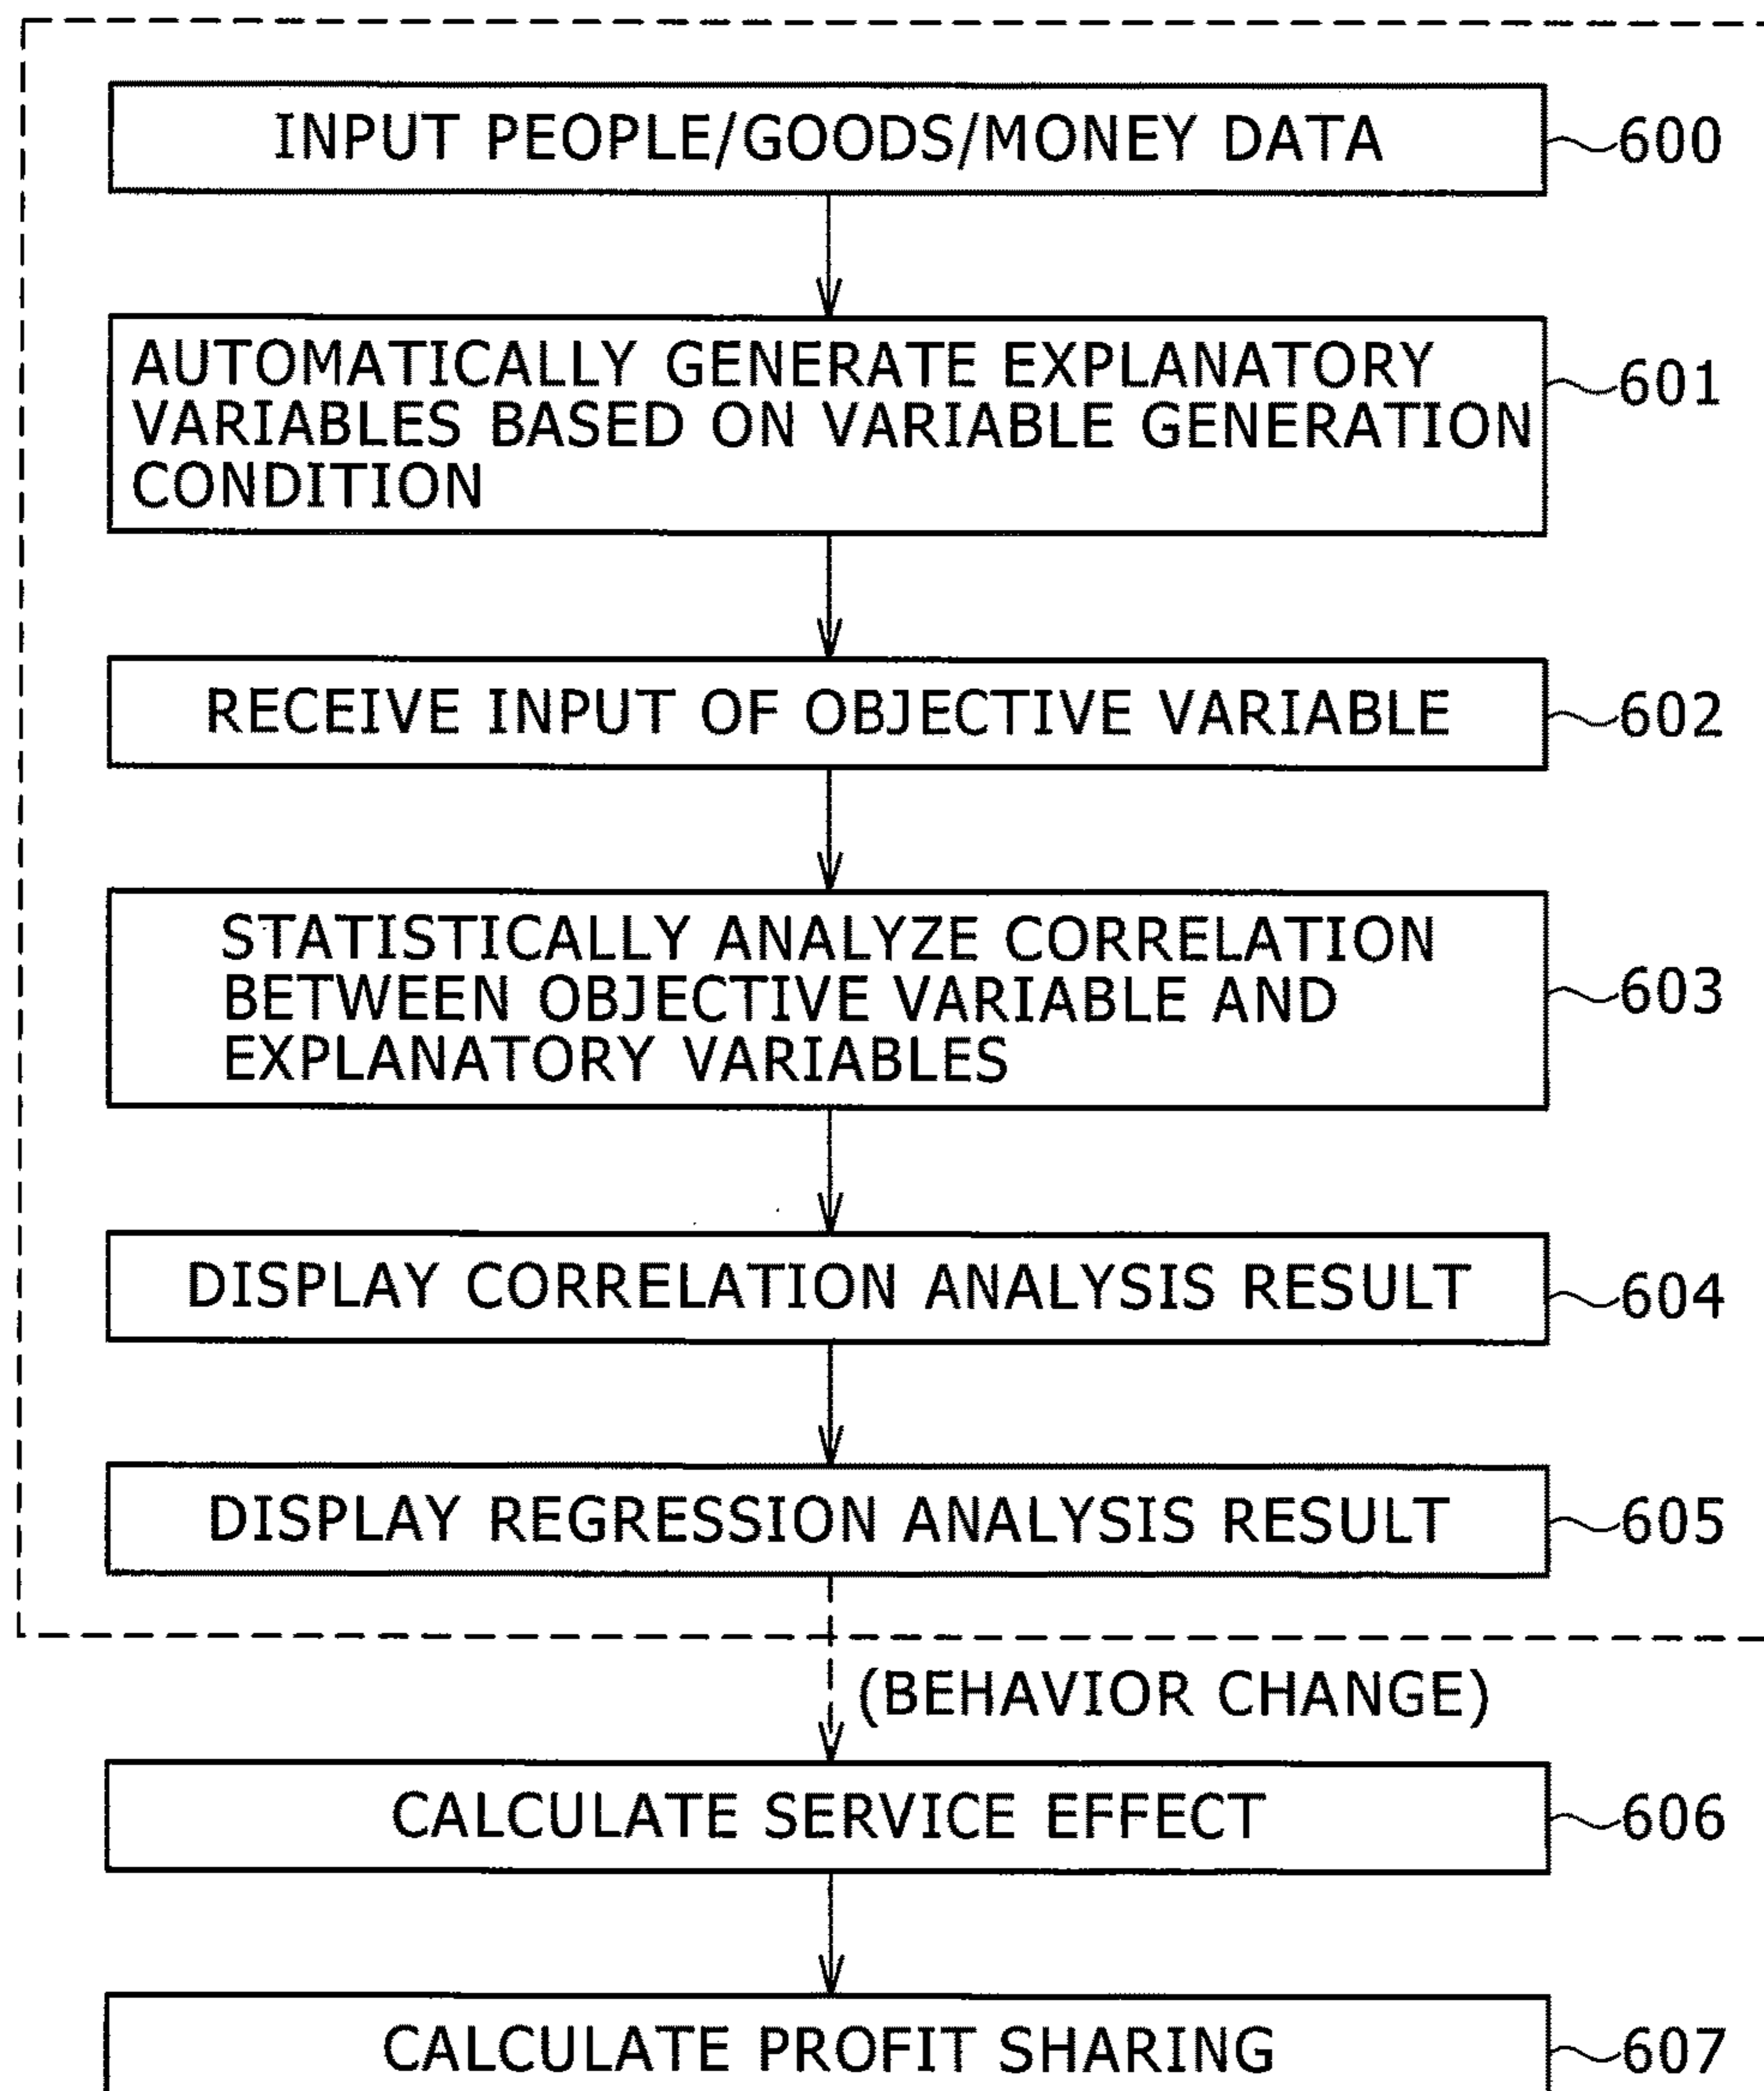 INPUT PEOPLE/GOODS/MONEY DATA
600
AUTOMATICALLY GENERATE EXPLANATORY
VARIABLES BASED ON VARIABLE GENERATION
CONDITION
601
RECEIVE INPUT OF OBJECTIVE VARIABLE
602
STATISTICALLY ANALYZE CORRELATION
BETWEEN OBJECTIVE VARIABLE AND
EXPLANATORY VARIABLES
603
DISPLAY CORRELATION ANALYSIS RESULT
604
DISPLAY REGRESSION ANALYSIS RESULT
605
(BEHAVIOR CHANGE)
CALCULATE SERVICE EFFECT
606
CALCULATE PROFIT SHARING
607